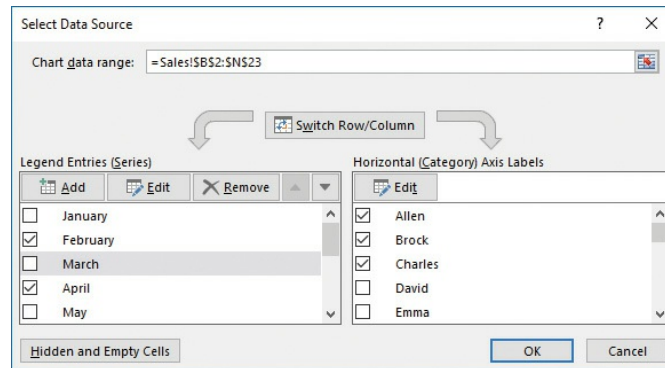 Select Data Source ?
Chart data range: =Sales!$B$2:$N$23
Switch Row/Column
Legend Entries (Series)
Add Edit Remove
January
February
March
April
May
Horizontal (Category) Axis Labels
Edit
Allen
Brock
Charles
David
Emma
Hidden and Empty Cells
OK Cancel